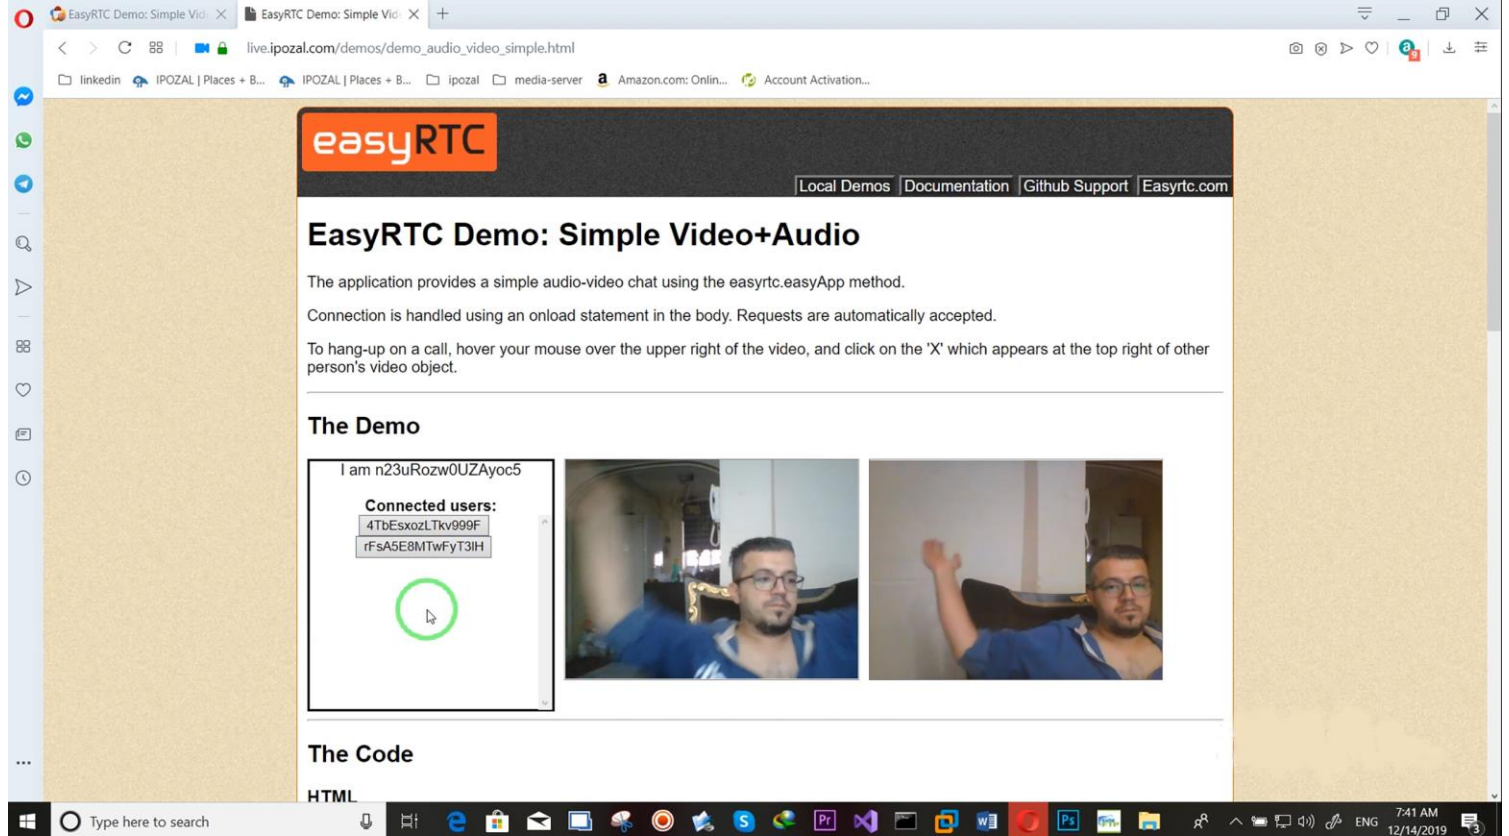 EasyRTC Demo: Simple Vid
EasyRTC Demo: Simple Vid
live.ipozal.com/demos/demo_audio_video_simple.html
9
linkedin
IPOZAL | Places + B...
IPOZAL | Places + B...
ipozal
media-server
Amazon.com: Onlin...
Account Activation...
easyRTC
Local Demos
Documentation
Github Support
Easyrtc.com
EasyRTC Demo: Simple Video+Audio
The application provides a simple audio-video chat using the easyrtc.easyApp method.
Connection is handled using an onload statement in the body. Requests are automatically accepted.
To hang-up on a call, hover your mouse over the upper right of the video, and click on the 'X' which appears at the top right of other
person's video object.
The Demo
I am n23uRozw0UZAyoc5
Connected users:
4TbEsxozLTkv999F
rFsA5E8MTwFyT3IH
The Code
HTML
Type here to search
ENG
7:41 AM
12/14/2019
3